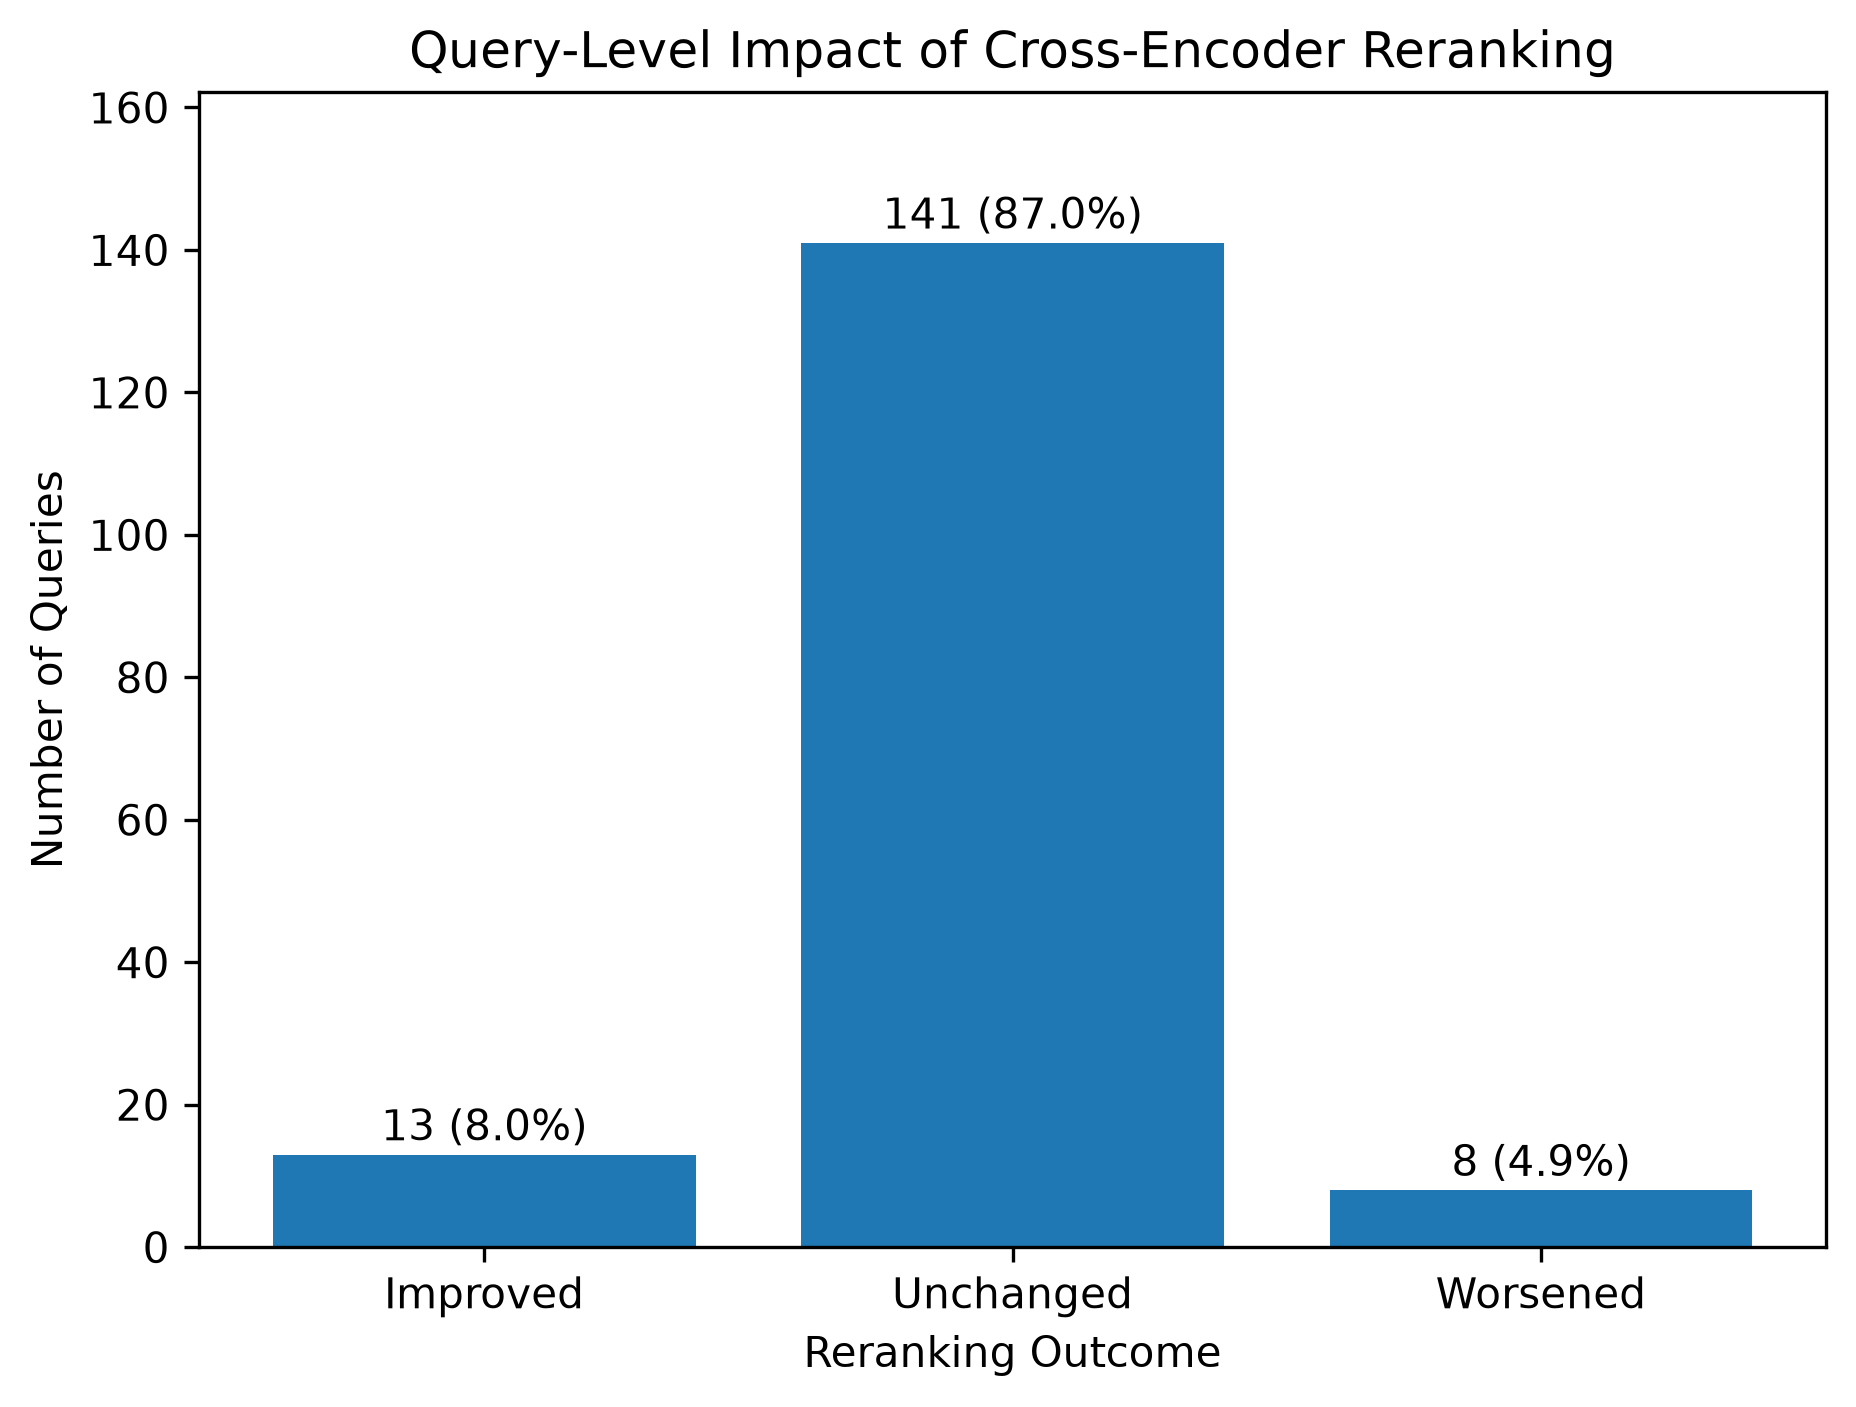 Query-Level Impact of Cross-Encoder Reranking
160
140
120
100
80
60
40
20
0
Number of Queries
13 (8.0%)
141 (87.0%)
8 (4.9%)
Improved
Unchanged
Worsened
Reranking Outcome